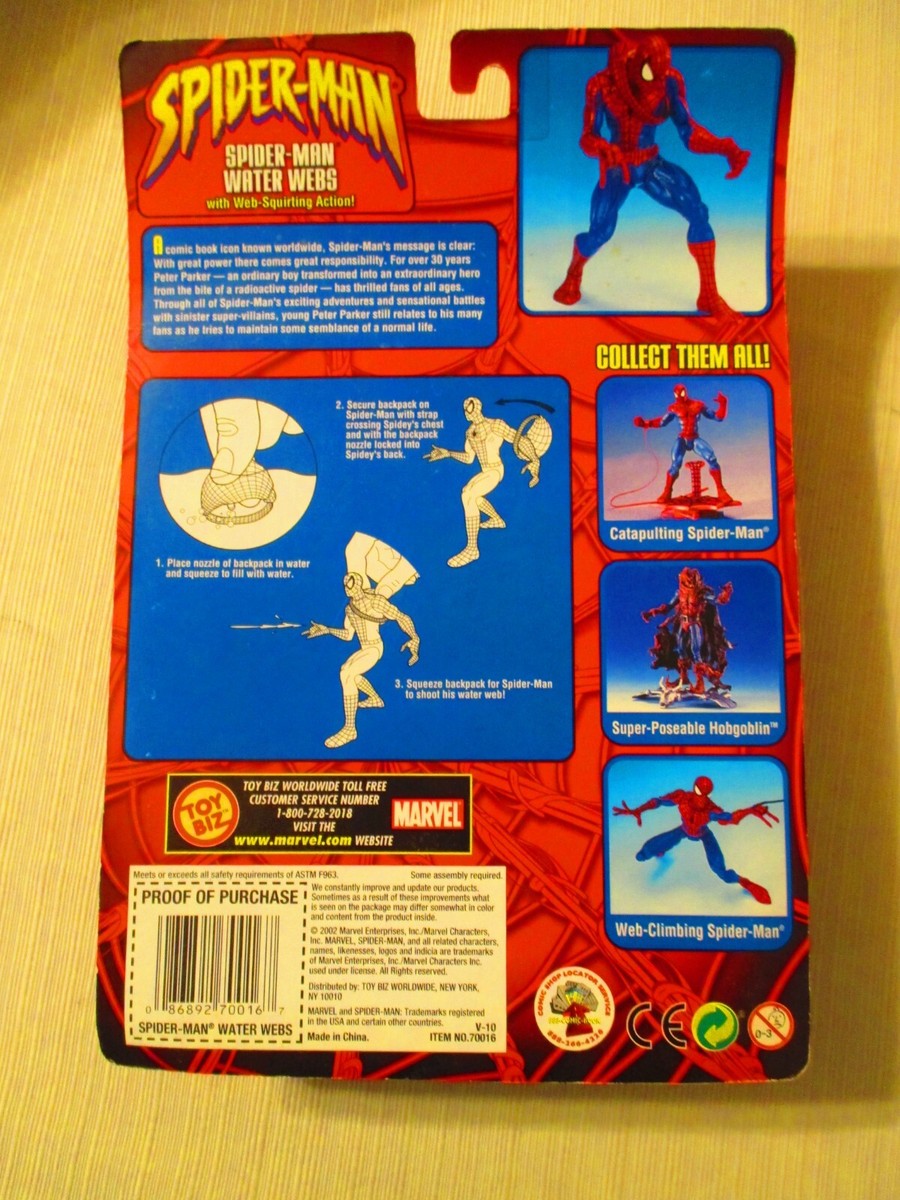 SPIDER-MAN
SPIDER-MAN
WATER WEBS
with Web-Squirting Action!
A comic book icon known worldwide, Spider-Man's message is clear:
With great power there comes great responsibility. For over 30 years
Peter Parker — an ordinary boy transformed into an extraordinary hero
from the bite of a radioactive spider — has thrilled fans of all ages.
Through all of Spider-Man's exciting adventures and sensational battles
with sinister super-villains, young Peter Parker still relates to his many
fans as he tries to maintain some semblance of a normal life.
1. Place nozzle of backpack in water
and squeeze to fill with water.
2. Secure backpack on
Spider-Man with strap
crossing Spidey's chest
and with the backpack
nozzle locked into
Spidey's back.
3. Squeeze backpack for Spider-Man
to shoot his water web!
COLLECT THEM ALL!
Catapulting Spider-Man®
Super-Poseable Hobgoblin™
Web-Climbing Spider-Man®
TOY BIZ
TOY BIZ WORLDWIDE TOLL FREE
CUSTOMER SERVICE NUMBER
1-800-728-2018
VISIT THE
www.marvel.com WEBSITE
MARVEL
Meets or exceeds all safety requirements of ASTM F963.
Some assembly required.
PROOF OF PURCHASE
0 86892 70016 7
SPIDER-MAN® WATER WEBS
We constantly improve and update our products.
Sometimes as a result of these improvements what
is seen on the package may differ somewhat in color
and content from the product inside.
© 2002 Marvel Enterprises, Inc./Marvel Characters,
Inc. MARVEL, SPIDER-MAN, and all related characters,
names, likenesses, logos and indicia are trademarks
of Marvel Enterprises, Inc./Marvel Characters Inc.
used under license. All Rights reserved.
Distributed by: TOY BIZ WORLDWIDE, NEW YORK,
NY 10010
MARVEL and SPIDER-MAN: Trademarks registered
in the USA and certain other countries.
Made in China.
V-10
ITEM NO.70016
COMIC SHOP LOCATOR SERVICE
888-COMIC-BOOK
888-266-4226
CE
0-3